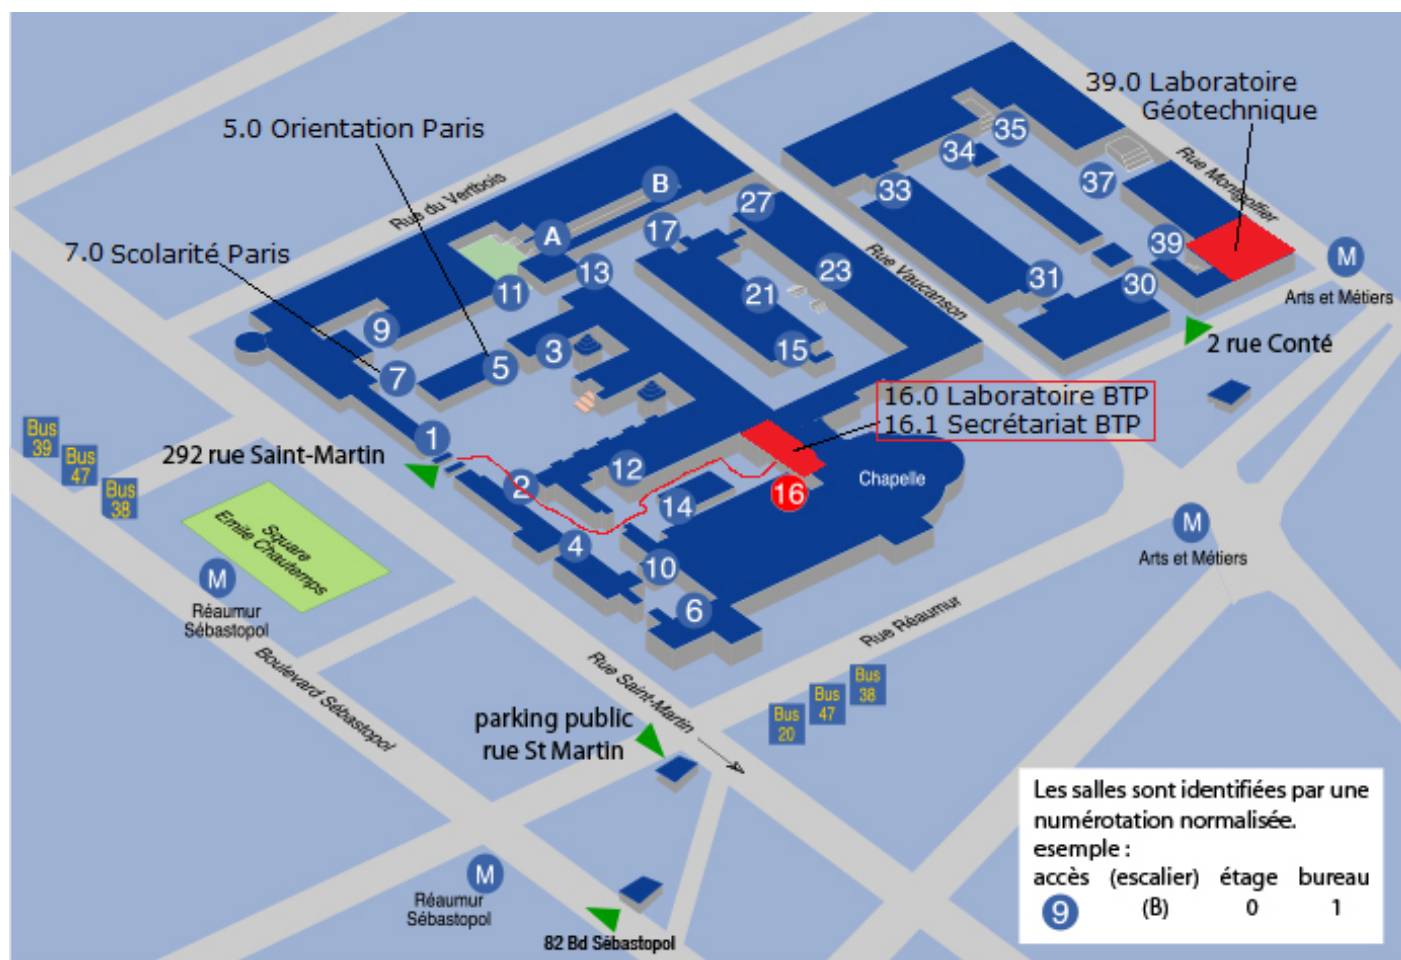 39.0 Laboratoire
Géotechnique
5.0 Orientation Paris
7.0 Scolarité Paris
Rue du Vertbois
Rue Montgolfier
Rue Vaucanson
B
A
27
17
13
11
9
7
5
3
1
23
21
15
35
34
33
37
39
31
30
M
Arts et Métiers
2 rue Conté
16.0 Laboratoire BTP
16.1 Secrétariat BTP
Chapelle
16
12
14
2
4
10
6
Bus
39
Bus
47
Bus
38
292 rue Saint-Martin
Square
Emile Chautemps
M
Réaumur
Sébastopol
M
Arts et Métiers
Boulevard Sébastopol
Rue Saint-Martin
Rue Réaumur
Bus
20
Bus
47
Bus
38
parking public
rue St Martin
M
Réaumur
Sébastopol
82 Bd Sébastopol
Les salles sont identifiées par une
numérotation normalisée.
esemple :
accès (escalier) étage bureau
9 (B) 0 1